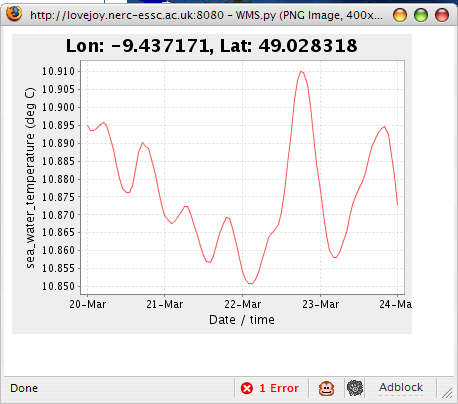 http://lovejoy.nerc-essc.ac.uk:8080 - WMS.py (PNG Image, 400x...
Lon: -9.437171, Lat: 49.028318
sea_water_temperature (deg C)
10.910
10.905
10.900
10.895
10.890
10.885
10.880
10.875
10.870
10.865
10.860
10.855
10.850
20-Mar
21-Mar
22-Mar
23-Mar
24-Ma
Date / time
Done
1 Error
Adblock